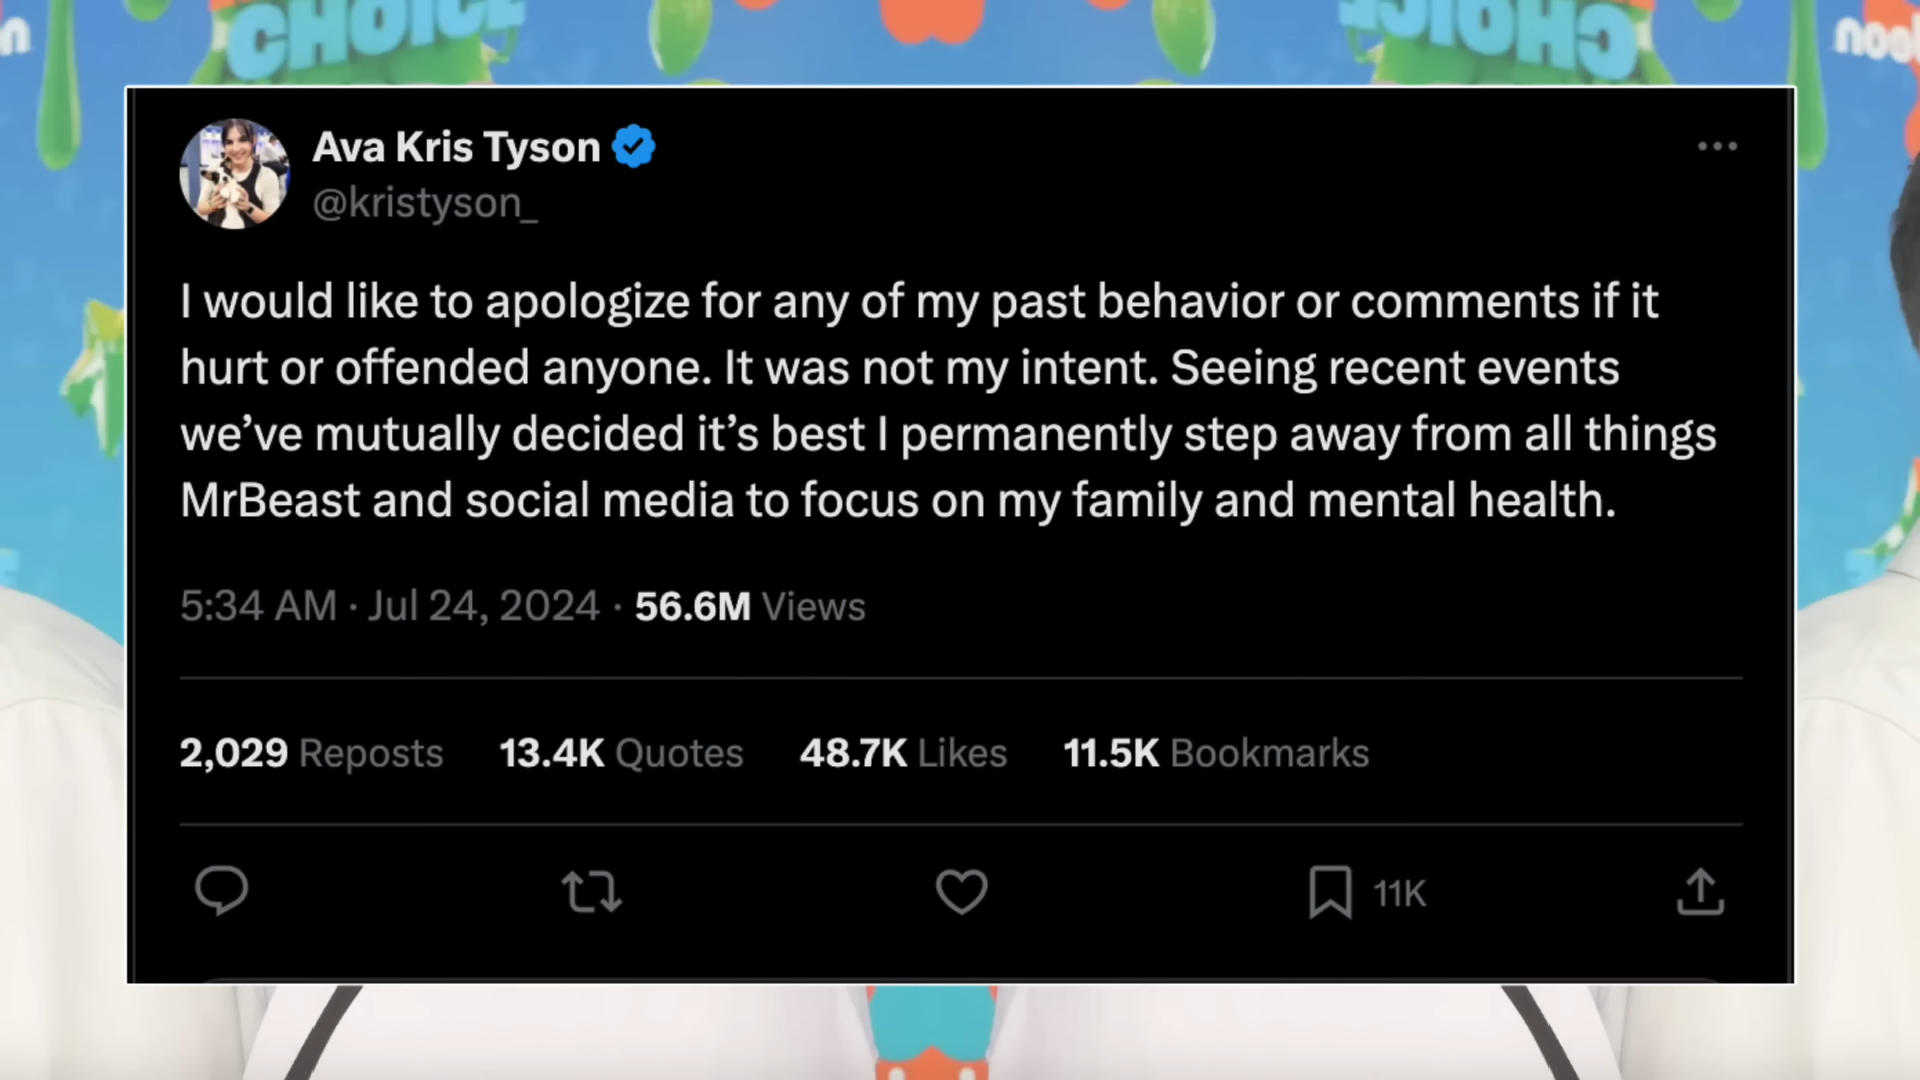 CHOICE
CHOICE
Ava Kris Tyson
@kristyson_
I would like to apologize for any of my past behavior or comments if it
hurt or offended anyone. It was not my intent. Seeing recent events
we’ve mutually decided it’s best I permanently step away from all things
MrBeast and social media to focus on my family and mental health.
5:34 AM · Jul 24, 2024 · 56.6M Views
2,029 Reposts 13.4K Quotes 48.7K Likes 11.5K Bookmarks
11K